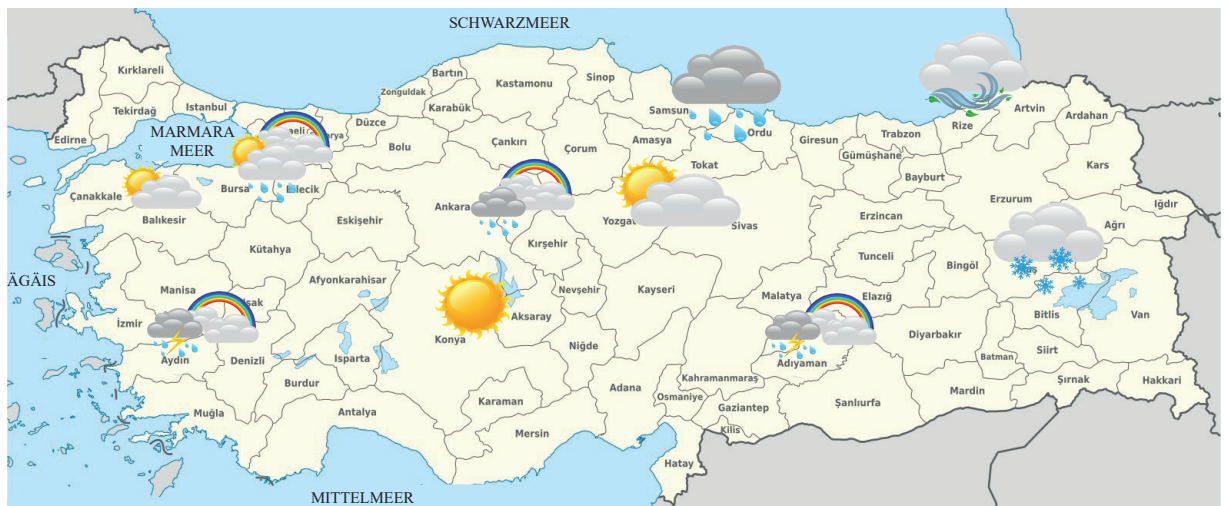 SCHWARZMEER
Kırklareli
Tekirdağ
Istanbul
Edirne
MARMARA
MEER
Zonguldak
Bartın
Karabük
Kastamonu
Sinop
Samsun
Ordu
Giresun
Trabzon
Rize
Artvin
Ardahan
Düzce
Bolu
Çankırı
Çorum
Amasya
Tokat
Gümüşhane
Bayburt
Kars
Çanakkale
Balıkesir
Bursa
Eskişehir
Ankara
Kırşehir
Sivas
Erzincan
Erzurum
Iğdır
Ağrı
Kütahya
Tunceli
Bingöl
ÄGÄIS
Manisa
Afyonkarahisar
Nevşehir
Kayseri
Malatya
Elazığ
Bitlis
Van
İzmir
Aydın
Denizli
Isparta
Konya
Aksaray
Niğde
Adıyaman
Diyarbakır
Batman
Siirt
Burdur
Muğla
Antalya
Karaman
Mersin
Adana
Kahramanmaraş
Osmaniye
Gaziantep
Kilis
Şanlıurfa
Mardin
Şırnak
Hakkari
Hatay
MITTELMEER